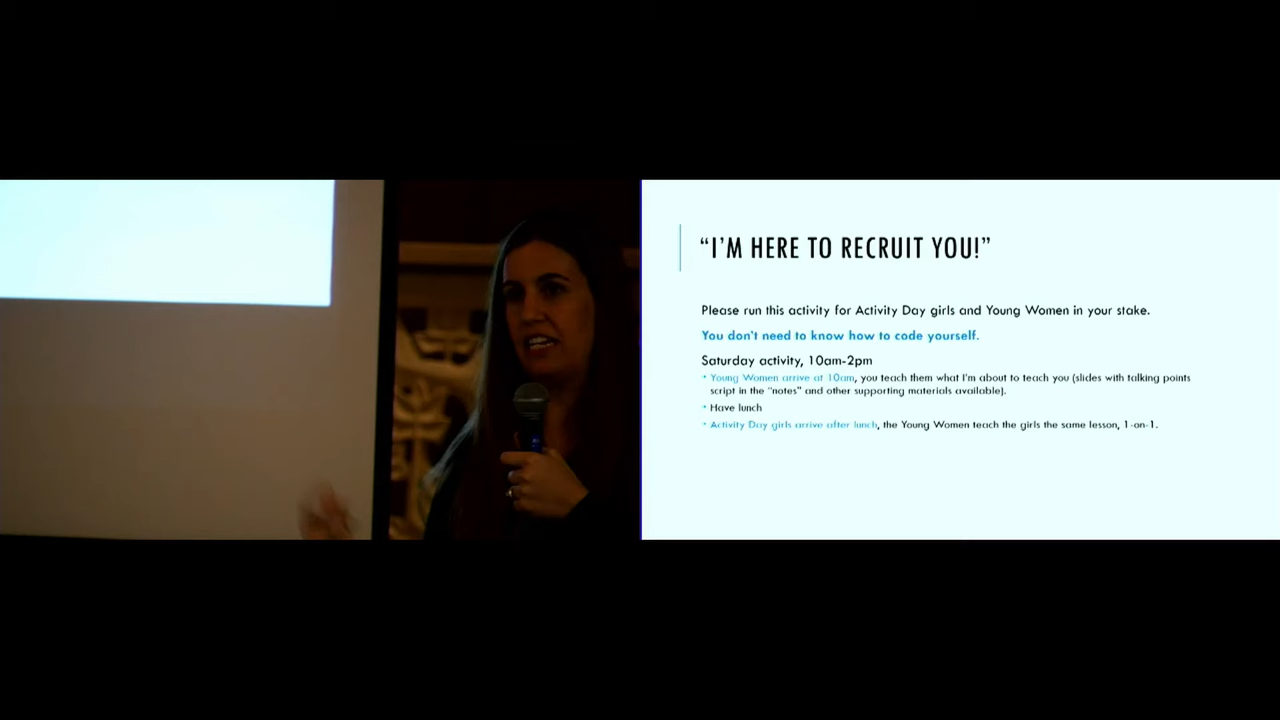 “I’M HERE TO RECRUIT YOU!”
Please run this activity for Activity Day girls and Young Women in your stake.
You don’t need to know how to code yourself.
Saturday activity, 10am-2pm
• Young Women arrive at 10am, you teach them what I’m about to teach you (slides with talking points
script in the “notes” and other supporting materials available).
• Have lunch
• Activity Day girls arrive after lunch, the Young Women teach the girls the same lesson, 1-on-1.